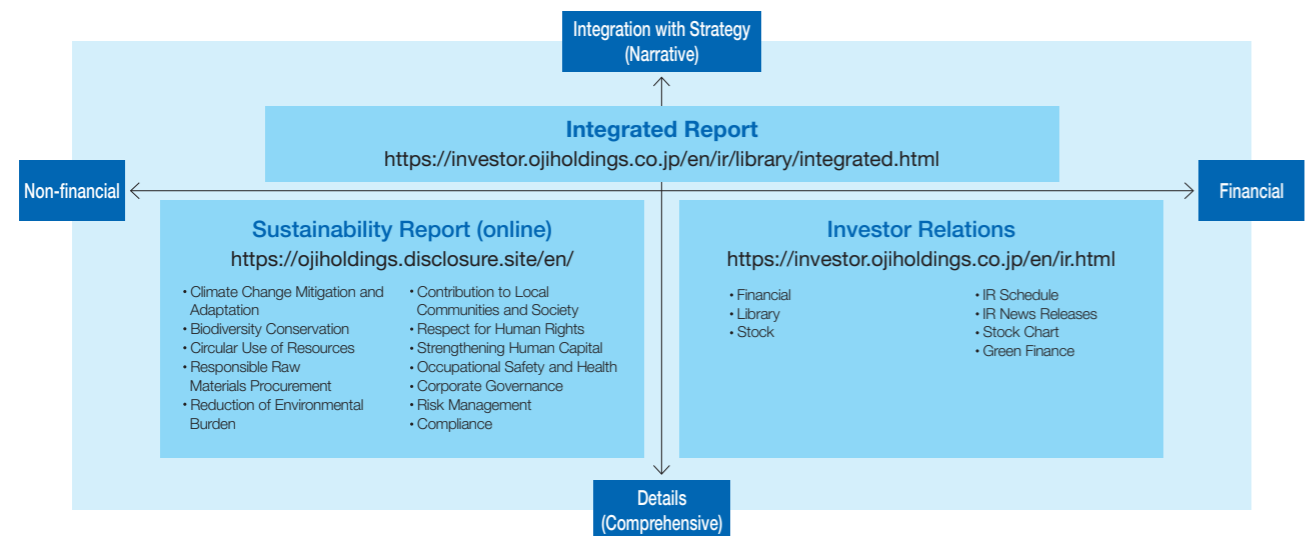 Integration with Strategy
(Narrative)
Integrated Report
https://investor.ojiholdings.co.jp/en/ir/library/integrated.html
Non-financial
Financial
Sustainability Report (online)
https://ojiholdings.disclosure.site/en/
• Climate Change Mitigation and
Adaptation
• Biodiversity Conservation
• Circular Use of Resources
• Responsible Raw
Materials Procurement
• Reduction of Environmental
Burden
• Contribution to Local
Communities and Society
• Respect for Human Rights
• Strengthening Human Capital
• Occupational Safety and Health
• Corporate Governance
• Risk Management
• Compliance
Investor Relations
https://investor.ojiholdings.co.jp/en/ir.html
• Financial
• Library
• Stock
• IR Schedule
• IR News Releases
• Stock Chart
• Green Finance
Details
(Comprehensive)